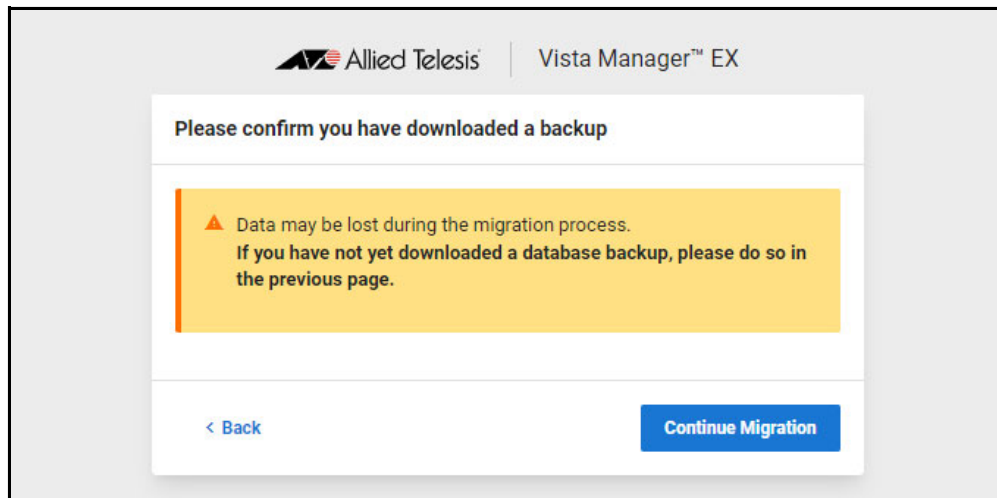 Allied Telesis Vista Manager™ EX
Please confirm you have downloaded a backup
Data may be lost during the migration process.
If you have not yet downloaded a database backup, please do so in
the previous page.
< Back Continue Migration